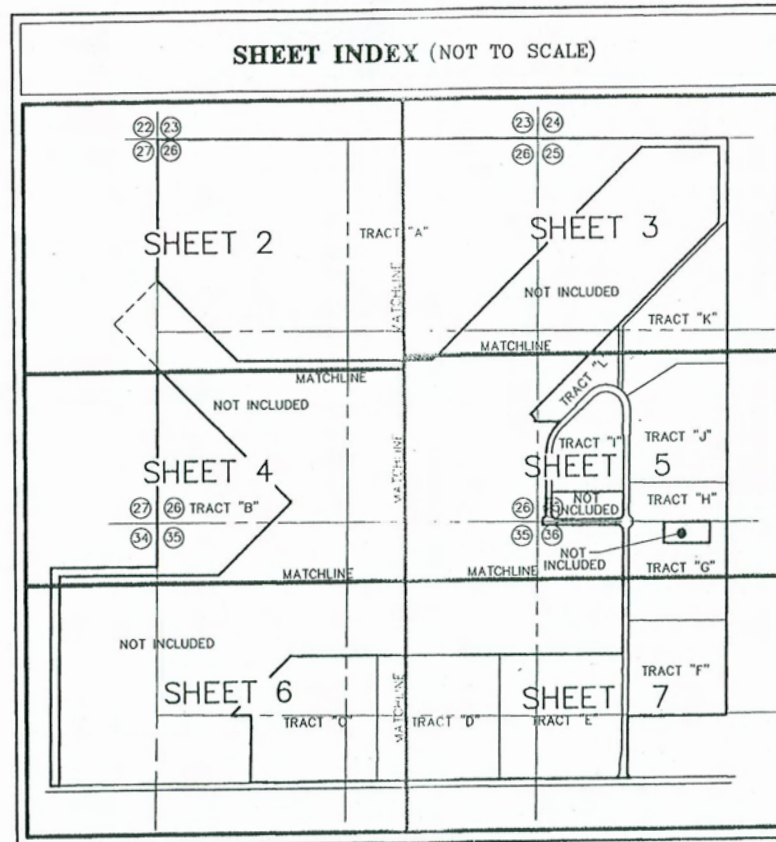 SHEET INDEX (NOT TO SCALE)
22 23
27 26
23 24
26 25
SHEET 2
TRACT "A"
SHEET 3
MATCHLINE
NOT INCLUDED
TRACT "K"
MATCHLINE
MATCHLINE
TRACT "L"
NOT INCLUDED
TRACT "I"
TRACT "J"
SHEET 4
MATCHLINE
SHEET 5
27 26
TRACT "B"
34 35
26
35 36
NOT
INCLUDED
TRACT "H"
NOT
INCLUDED
TRACT "G"
MATCHLINE
MATCHLINE
NOT INCLUDED
SHEET 6
TRACT "C"
MATCHLINE
TRACT "D"
SHEET 7
TRACT "E"
TRACT "F"